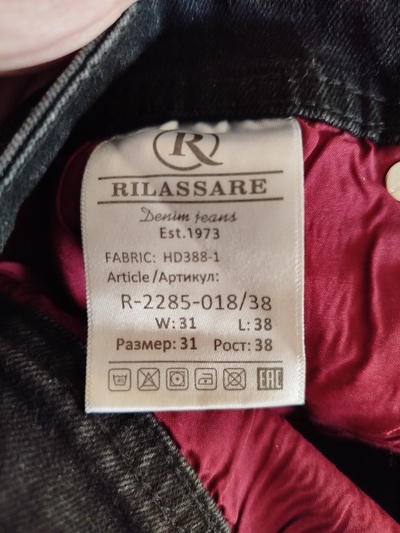 R
RILASSARE
Denim jeans
Est.1973
FABRIC: HD388-1
Article/Артикул:
R-2285-018/38
W: 31 L: 38
Размер: 31 Рост: 38
EAC